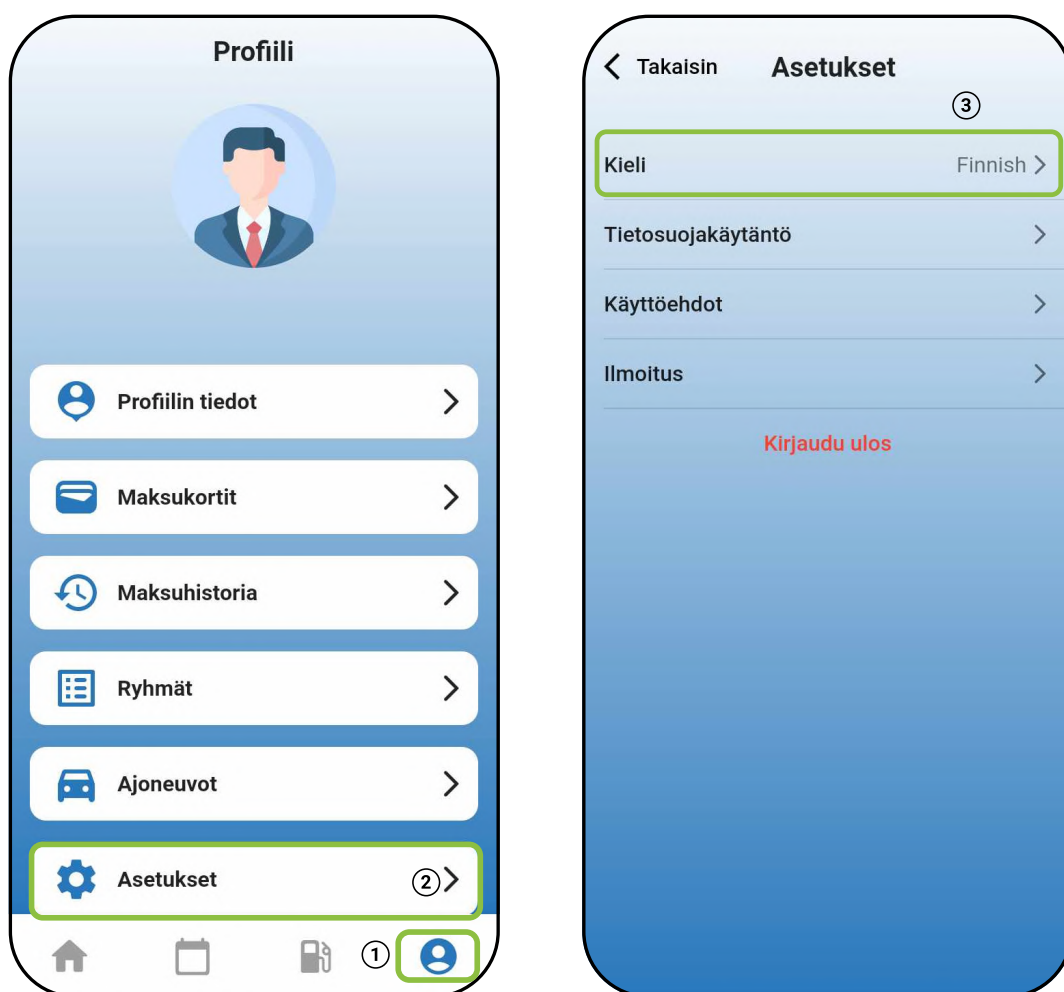 Profiili
Profiilin tiedot
Maksukortit
Maksuhistoria
Ryhmät
Ajoneuvot
Asetukset 2
1
Takaisin Asetukset
3
Kieli Finnish
Tietosuojakäytäntö
Käyttöehdot
Ilmoitus
Kirjaudu ulos